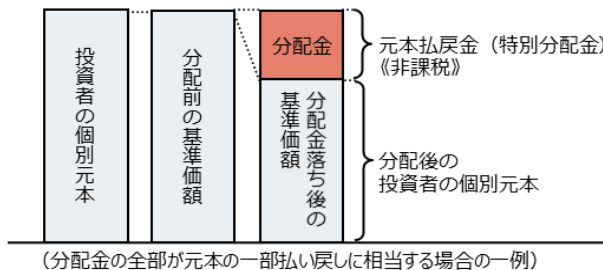 投資者の個別元本
分配前の基準価額
分配金
分配金落ち後の
基準価額
元本払戻金（特別分配金）
《非課税》
分配後の
投資者の個別元本
（分配金の全部が元本の一部払い戻しに相当する場合の一例）